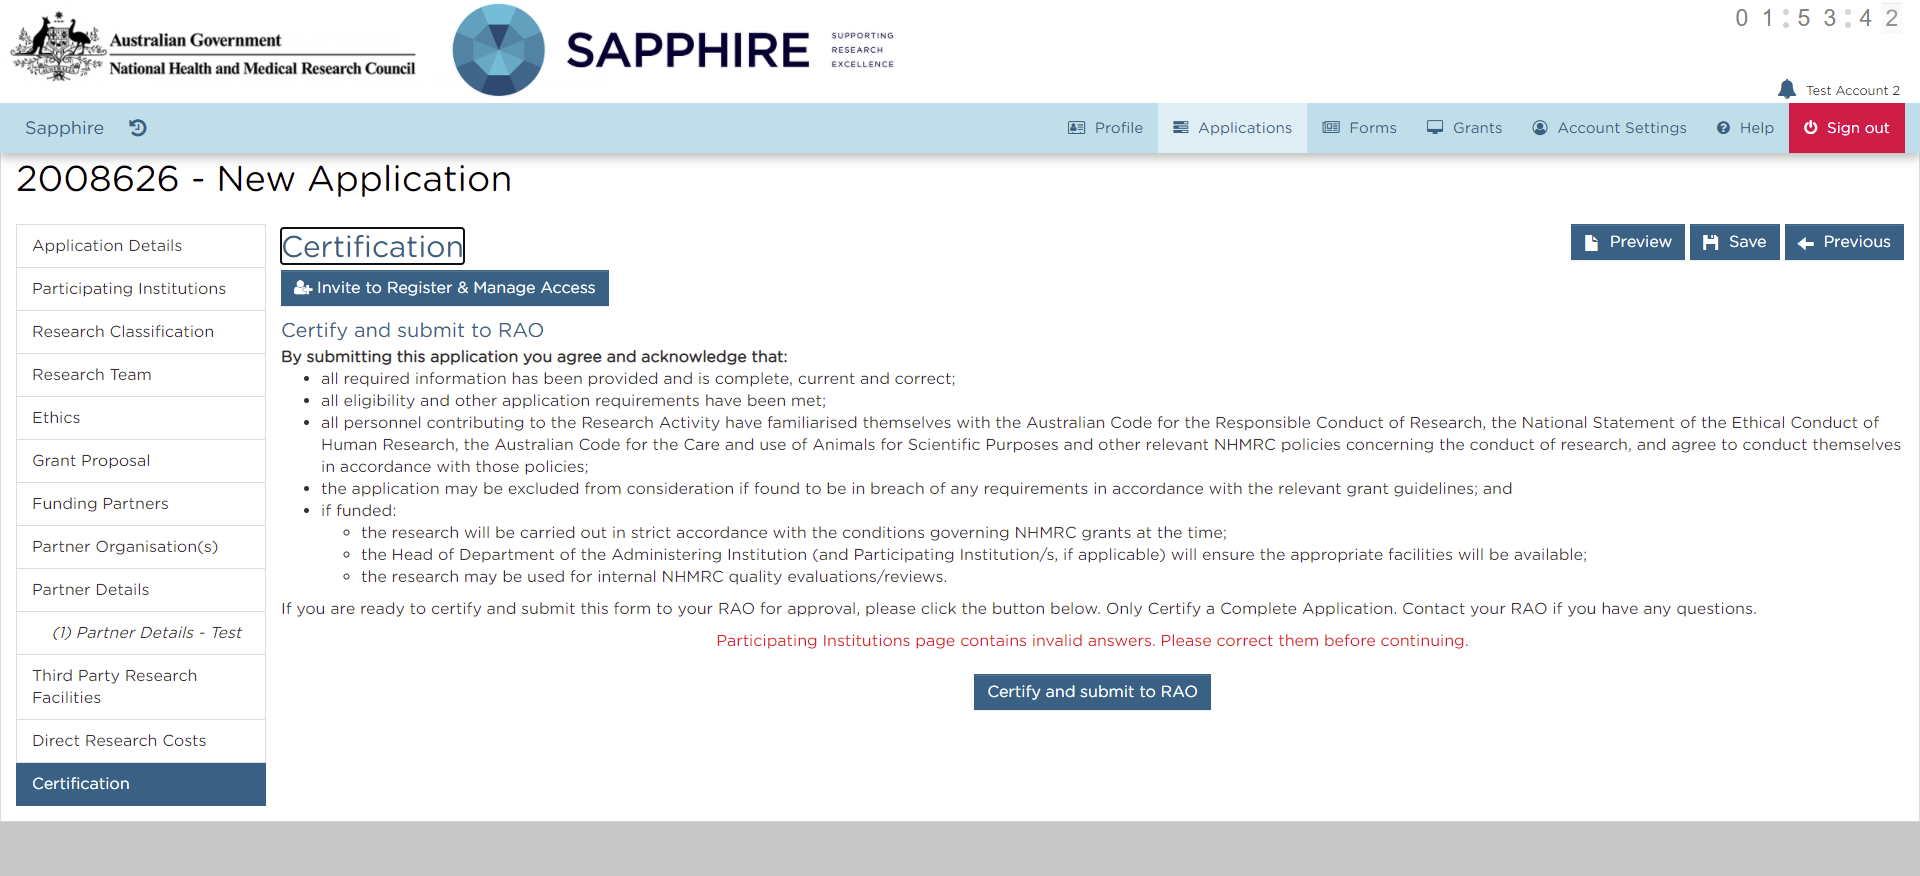 Australian Government
National Health and Medical Research Council
SAPPHIRE
SUPPORTING
RESEARCH
EXCELLENCE
01:53:42
Test Account 2
Sapphire
Profile
Applications
Forms
Grants
Account Settings
Help
Sign out
2008626 - New Application
Application Details
Participating Institutions
Research Classification
Research Team
Ethics
Grant Proposal
Funding Partners
Partner Organisation(s)
Partner Details
(1) Partner Details - Test
Third Party Research
Facilities
Direct Research Costs
Certification
Certification
Preview
Save
Previous
Invite to Register & Manage Access
Certify and submit to RAO
By submitting this application you agree and acknowledge that:
• all required information has been provided and is complete, current and correct;
• all eligibility and other application requirements have been met;
• all personnel contributing to the Research Activity have familiarised themselves with the Australian Code for the Responsible Conduct of Research, the National Statement of the Ethical Conduct of
Human Research, the Australian Code for the Care and use of Animals for Scientific Purposes and other relevant NHMRC policies concerning the conduct of research, and agree to conduct themselves
in accordance with those policies;
• the application may be excluded from consideration if found to be in breach of any requirements in accordance with the relevant grant guidelines; and
• if funded:
◦ the research will be carried out in strict accordance with the conditions governing NHMRC grants at the time;
◦ the Head of Department of the Administering Institution (and Participating Institution/s, if applicable) will ensure the appropriate facilities will be available;
◦ the research may be used for internal NHMRC quality evaluations/reviews.
If you are ready to certify and submit this form to your RAO for approval, please click the button below. Only Certify a Complete Application. Contact your RAO if you have any questions.
Participating Institutions page contains invalid answers. Please correct them before continuing.
Certify and submit to RAO